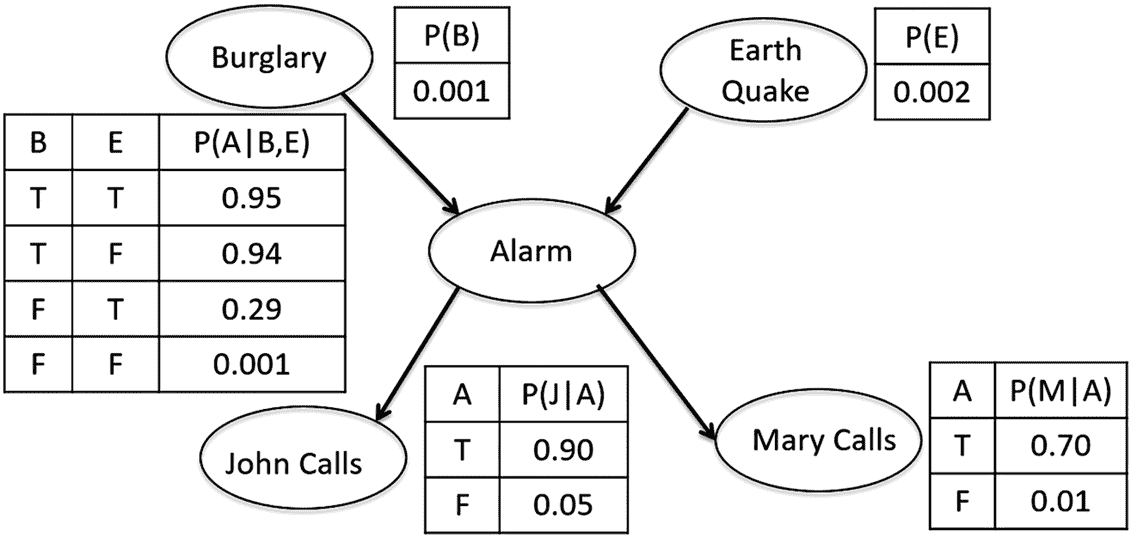 Burglary
P(B)
0.001
Earth
Quake
P(E)
0.002
B E P(A|B,E)
T T 0.95
T F 0.94
F T 0.29
F F 0.001
Alarm
John Calls
A P(J|A)
T 0.90
F 0.05
Mary Calls
A P(M|A)
T 0.70
F 0.01